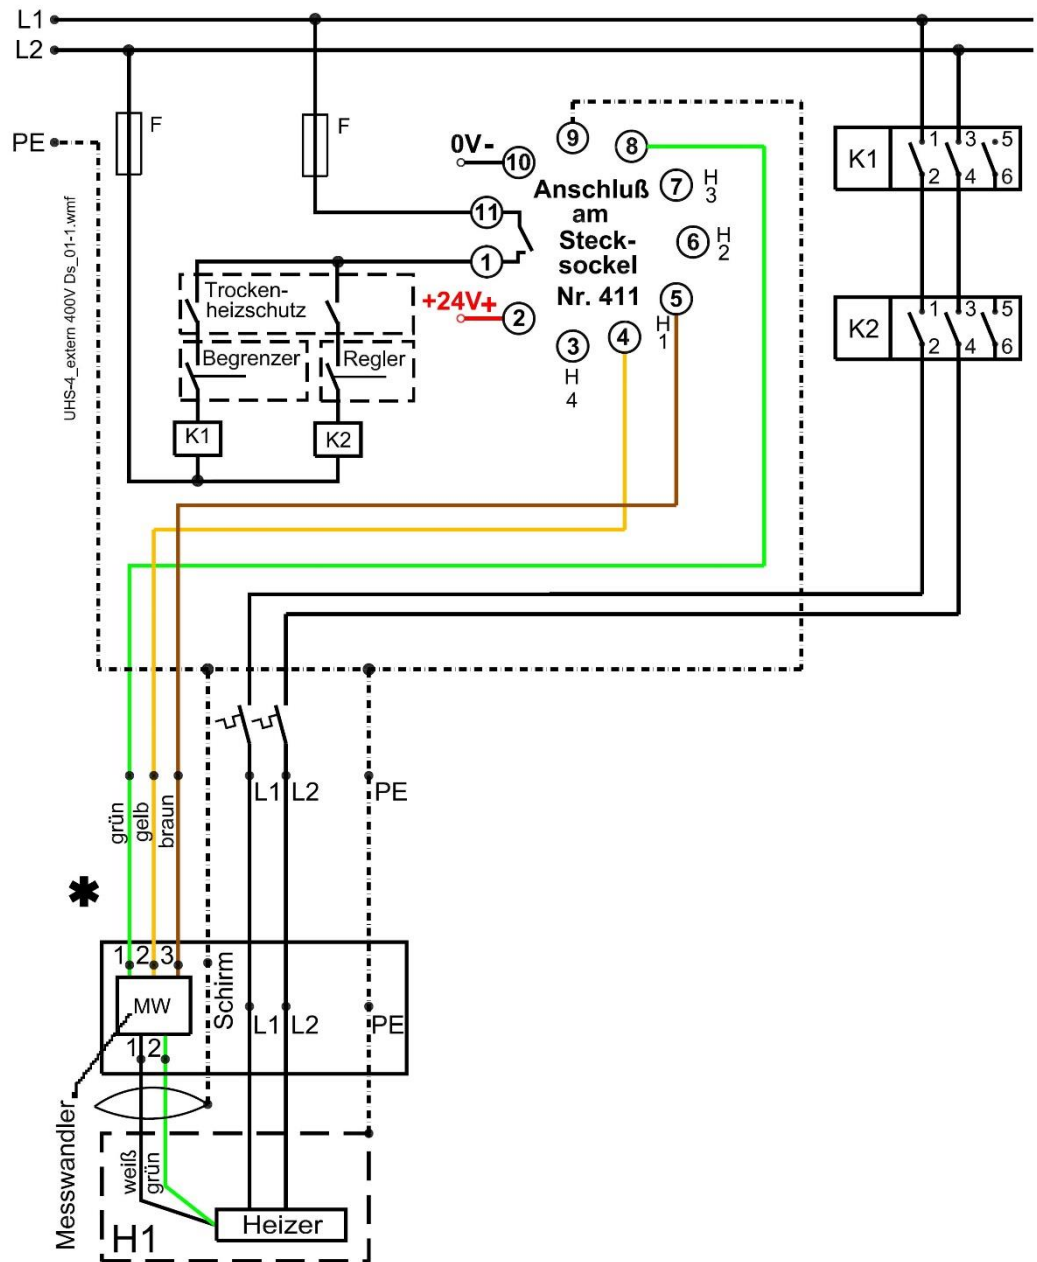 L1
L2
PE
F
F
UHS-4_extern 400V Ds_01-1.wmf
0V-
10
9
8
7
H
3
6
H
2
5
H
1
4
3
H
4
+24V+
2
1
11
Anschluß
am
Steck-
sockel
Nr. 411
Trocken-
heizschutz
Begrenzer
Regler
K1
K2
K1
1
3
5
2
4
6
K2
1
3
5
2
4
6
grün
gelb
braun
L1
L2
PE
*
1
2
3
MW
Schirm
L1
L2
PE
1
2
Messwandler
weiß
grün
H1
Heizer